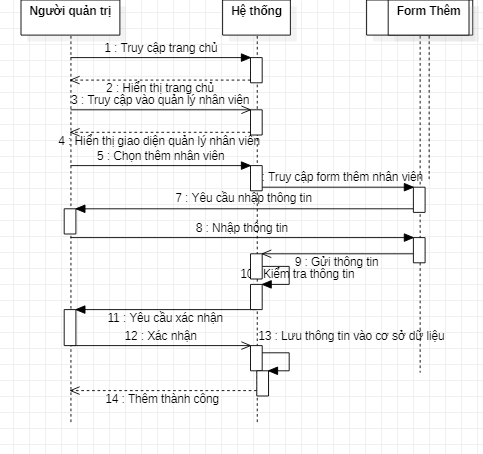 Người quản trị
Hệ thống
Form Thêm
1 : Truy cập trang chủ
2 : Hiển thị trang chủ
3 : Truy cập vào quản lý nhân viên
4 : Hiển thị giao diện quản lý nhân viên
5 : Chọn thêm nhân viên
: Truy cập form thêm nhân viên
7 : Yêu cầu nhập thông tin
8 : Nhập thông tin
9 : Gửi thông tin
10 : Kiểm tra thông tin
11 : Yêu cầu xác nhận
12 : Xác nhận
13 : Lưu thông tin vào cơ sở dữ liệu
14 : Thêm thành công